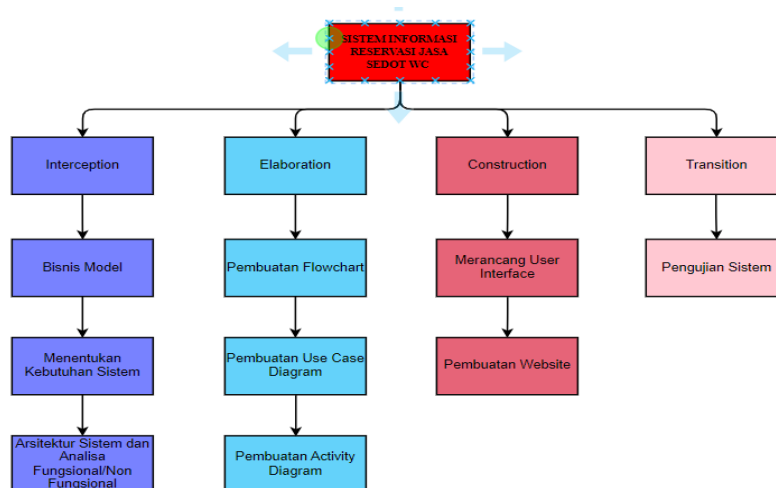 SISTEM INFORMASI
RESERVASI JASA
SEDOT WC
Interception
Elaboration
Construction
Transition
Bisnis Model
Pembuatan Flowchart
Merancang User
Interface
Pengujian Sistem
Menentukan
Kebutuhan Sistem
Pembuatan Use Case
Diagram
Pembuatan Website
Arsitektur Sistem dan
Analisa
Fungsional/Non
Fungsional
Pembuatan Activity
Diagram